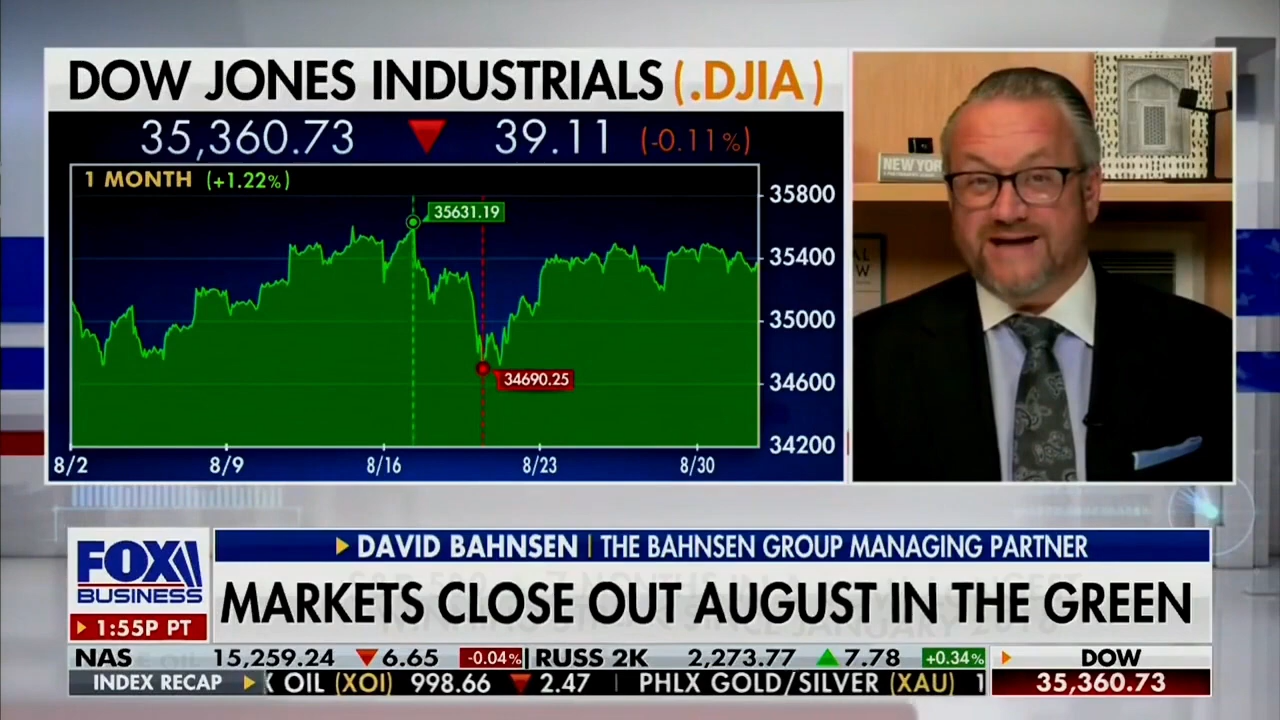 DOW JONES INDUSTRIALS (.DJIA)
35,360.73 ▼ 39.11 (-0.11%)
1 MONTH (+1.22%)
35631.19
34690.25
35800
35400
35000
34600
34200
8/2 8/9 8/16 8/23 8/30
NEW YOR
FOX
BUSINESS
1:55P PT
DAVID BAHNSEN | THE BAHNSEN GROUP MANAGING PARTNER
MARKETS CLOSE OUT AUGUST IN THE GREEN
NAS 15,259.24 ▼ 6.65 -0.04% RUSS 2K 2,273.77 ▲ 7.78 +0.34%
DOW
35,360.73
INDEX RECAP OIL (XOI) 998.66 ▼ 2.47 | PHLX GOLD/SILVER (XAU) 1